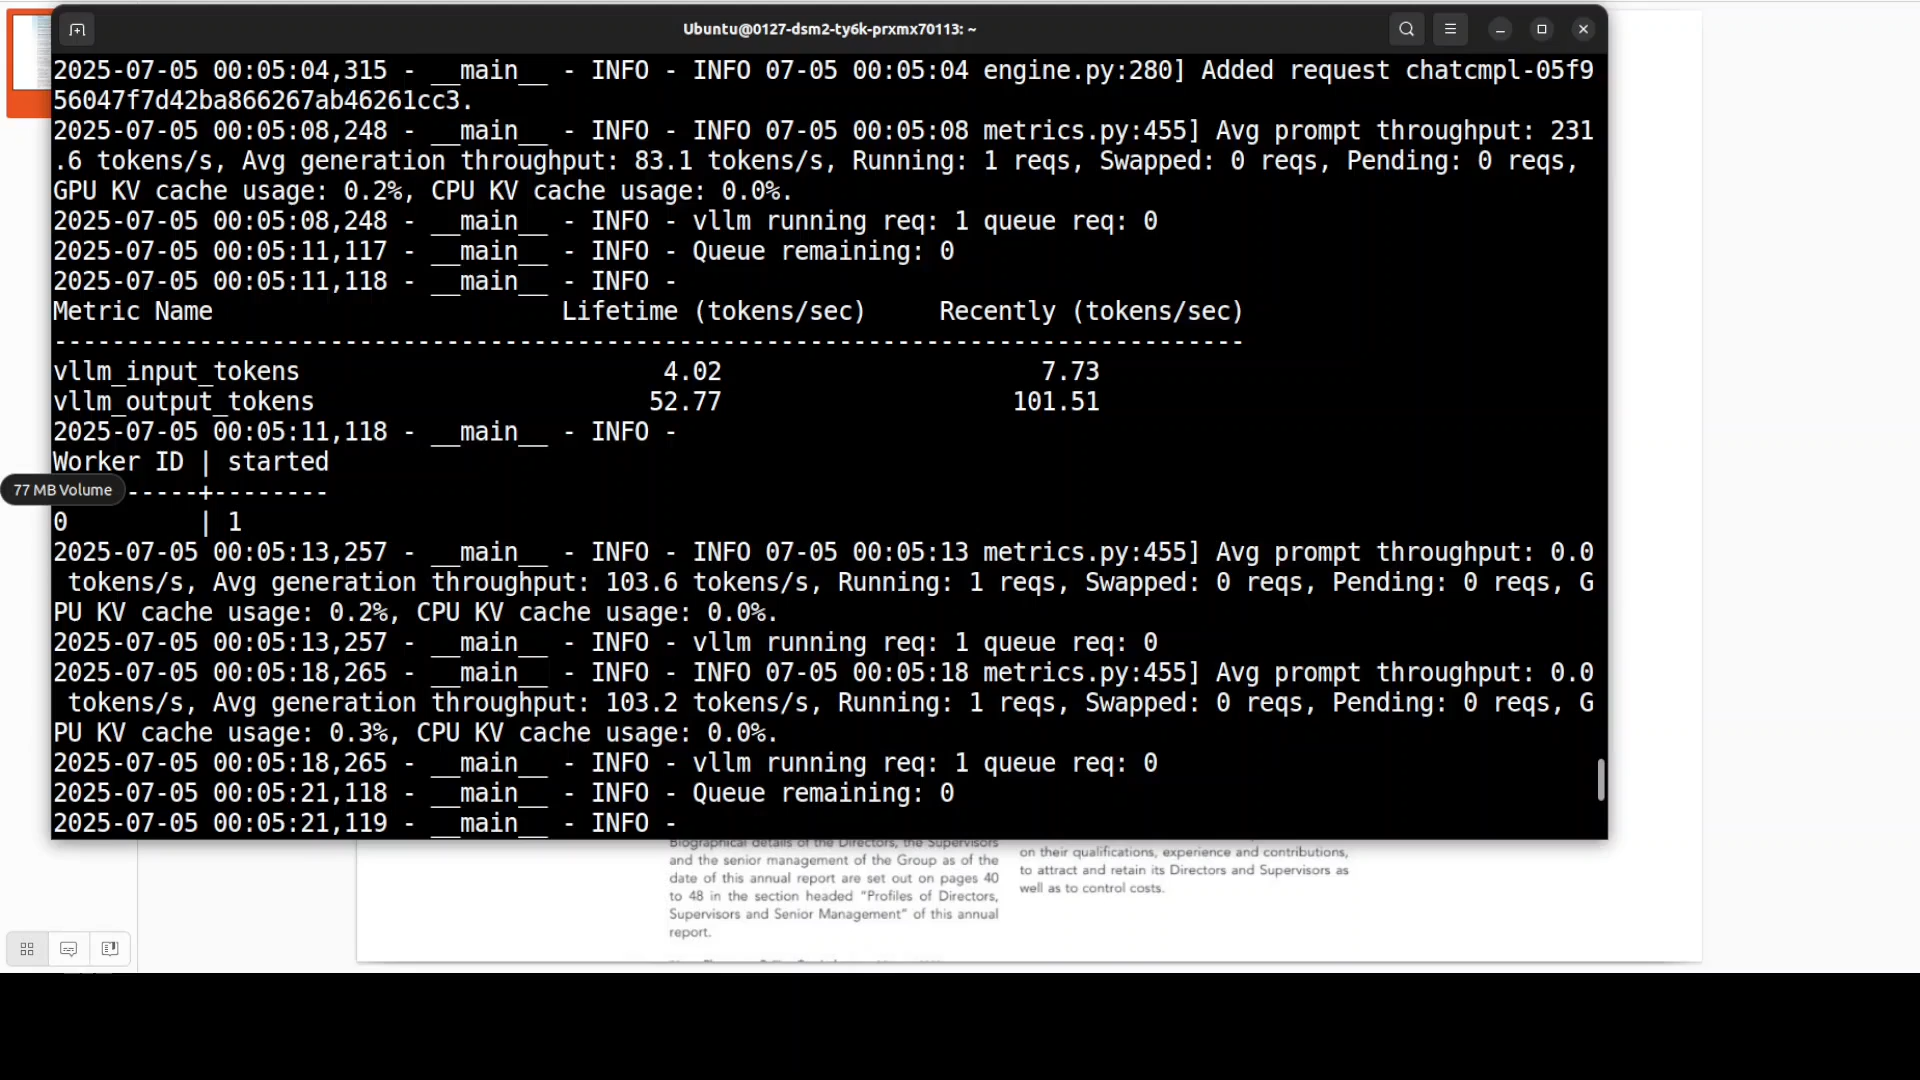 Ubuntu@0127-dsm2-ty6k-prxmx70113: ~
2025-07-05 00:05:04,315 - __main__ - INFO - INFO 07-05 00:05:04 engine.py:280] Added request chatcmpl-05f9
56047f7d42ba866267ab46261cc3.
2025-07-05 00:05:08,248 - __main__ - INFO - INFO 07-05 00:05:08 metrics.py:455] Avg prompt throughput: 231
.6 tokens/s, Avg generation throughput: 83.1 tokens/s, Running: 1 reqs, Swapped: 0 reqs, Pending: 0 reqs,
GPU KV cache usage: 0.2%, CPU KV cache usage: 0.0%.
2025-07-05 00:05:08,248 - __main__ - INFO - vllm running req: 1 queue req: 0
2025-07-05 00:05:11,117 - __main__ - INFO - Queue remaining: 0
2025-07-05 00:05:11,118 - __main__ - INFO -
Metric Name                        Lifetime (tokens/sec)     Recently (tokens/sec)
----------------------------------------------------------------------------------
vllm_input_tokens                         4.02                      7.73
vllm_output_tokens                       52.77                    101.51
2025-07-05 00:05:11,118 - __main__ - INFO -
Worker ID | started
77 MB Volume -----+--------
0         | 1
2025-07-05 00:05:13,257 - __main__ - INFO - INFO 07-05 00:05:13 metrics.py:455] Avg prompt throughput: 0.0
 tokens/s, Avg generation throughput: 103.6 tokens/s, Running: 1 reqs, Swapped: 0 reqs, Pending: 0 reqs, G
PU KV cache usage: 0.2%, CPU KV cache usage: 0.0%.
2025-07-05 00:05:13,257 - __main__ - INFO - vllm running req: 1 queue req: 0
2025-07-05 00:05:18,265 - __main__ - INFO - INFO 07-05 00:05:18 metrics.py:455] Avg prompt throughput: 0.0
 tokens/s, Avg generation throughput: 103.2 tokens/s, Running: 1 reqs, Swapped: 0 reqs, Pending: 0 reqs, G
PU KV cache usage: 0.3%, CPU KV cache usage: 0.0%.
2025-07-05 00:05:18,265 - __main__ - INFO - vllm running req: 1 queue req: 0
2025-07-05 00:05:21,118 - __main__ - INFO - Queue remaining: 0
2025-07-05 00:05:21,119 - __main__ - INFO -
Biographical details of the Directors, the Supervisors
and the senior management of the Group as of the
date of this annual report are set out on pages 40
to 48 in the section headed “Profiles of Directors,
Supervisors and Senior Management” of this annual
report.
on their qualifications, experience and contributions,
to attract and retain its Directors and Supervisors as
well as to control costs.